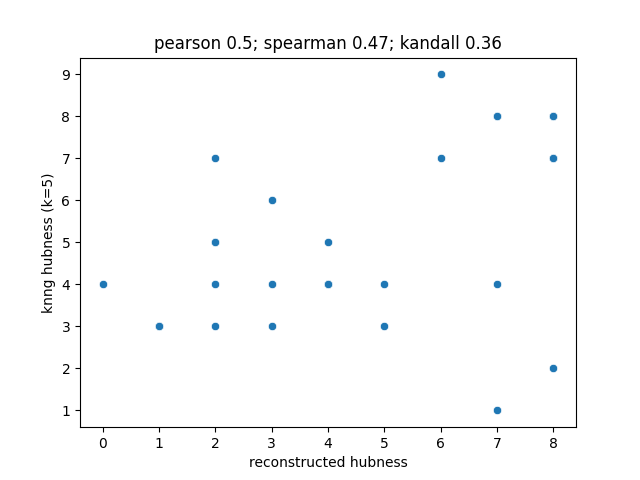 pearson 0.5; spearman 0.47; kandall 0.36
9
8
7
6
5
4
3
2
1
knng hubness (k=5)
0 1 2 3 4 5 6 7 8
reconstructed hubness